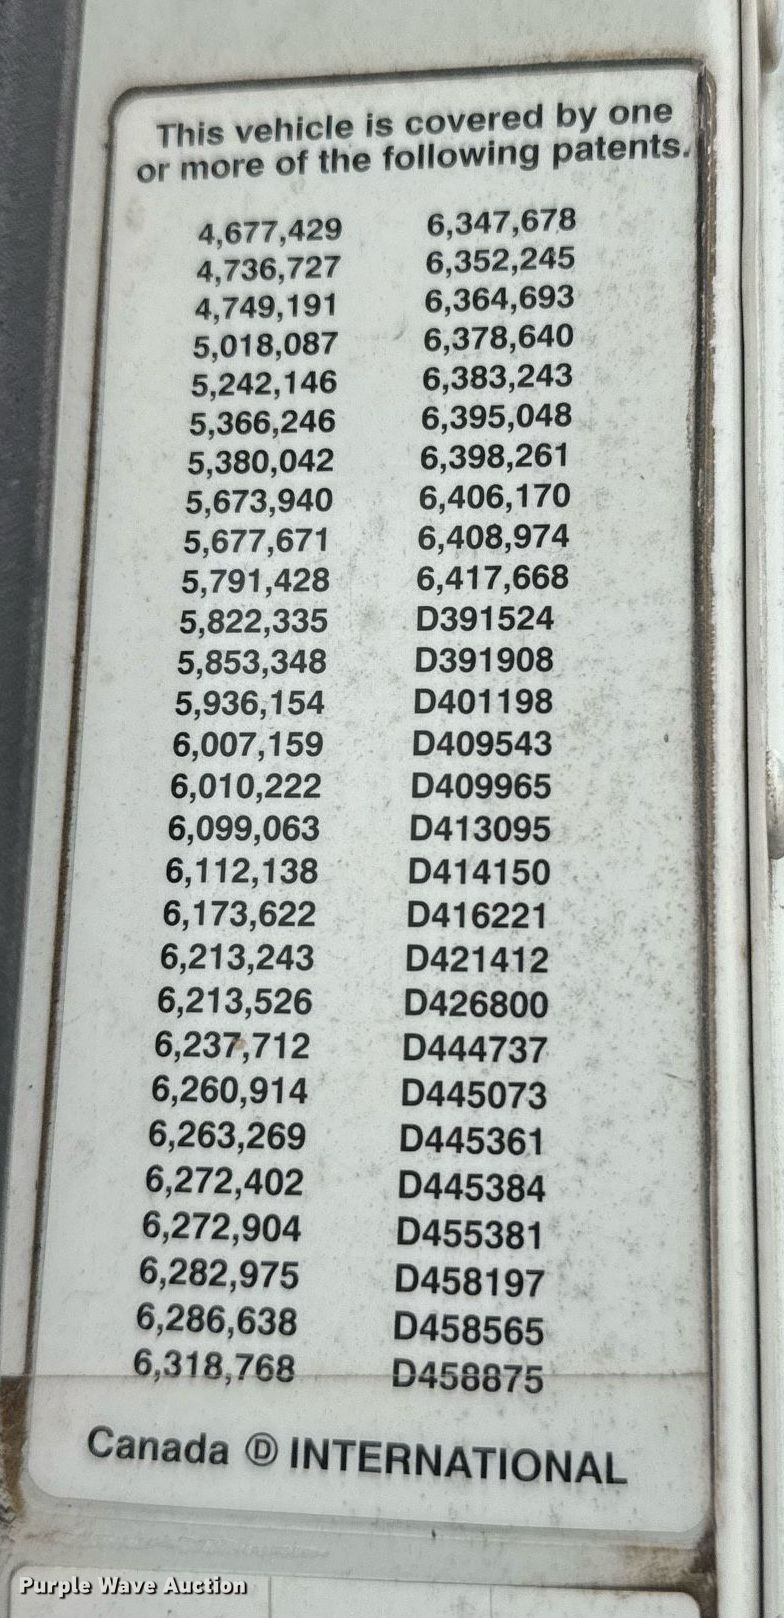 This vehicle is covered by one
or more of the following patents.
4,677,429 6,347,678
4,736,727 6,352,245
4,749,191 6,364,693
5,018,087 6,378,640
5,242,146 6,383,243
5,366,246 6,395,048
5,380,042 6,398,261
5,673,940 6,406,170
5,677,671 6,408,974
5,791,428 6,417,668
5,822,335 D391524
5,853,348 D391908
5,936,154 D401198
6,007,159 D409543
6,010,222 D409965
6,099,063 D413095
6,112,138 D414150
6,173,622 D416221
6,213,243 D421412
6,213,526 D426800
6,237,712 D444737
6,260,914 D445073
6,263,269 D445361
6,272,402 D445384
6,272,904 D455381
6,282,975 D458197
6,286,638 D458565
6,318,768 D458875
Canada Ⓓ INTERNATIONAL
Purple Wave Auction